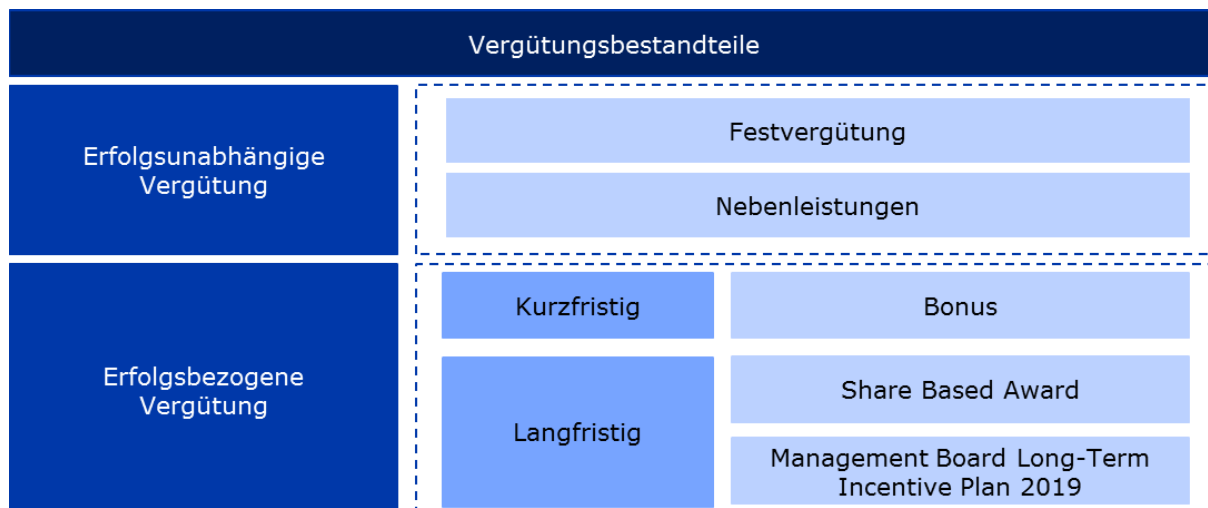 Vergütungsbestandteile
Erfolgsunabhängige
Vergütung
Festvergütung
Nebenleistungen
Erfolgsbezogene
Vergütung
Kurzfristig
Bonus
Langfristig
Share Based Award
Management Board Long-Term
Incentive Plan 2019